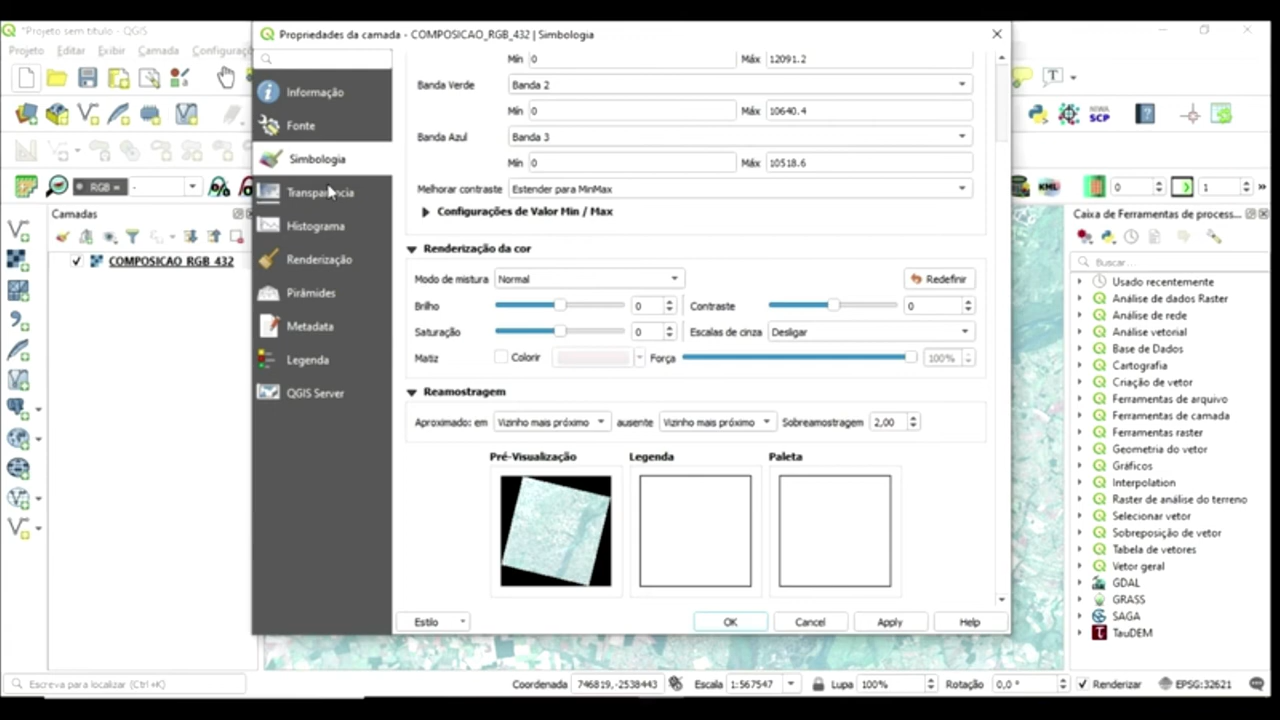 *Projeto sem título - QGIS
Projeto Editar Exibir Camada Configuraç
Propriedades da camada - COMPOSICAO_RGB_432 | Simbologia
Informação
Fonte
Simbologia
Transparência
Histograma
Renderização
Pirâmides
Metadata
Legenda
QGIS Server
Mín 0 Máx 12091.2
Banda Verde Banda 2
Mín 0 Máx 10640.4
Banda Azul Banda 3
Mín 0 Máx 10518.6
Melhorar contraste Estender para MinMax
Configurações de Valor Min / Max
Renderização da cor
Modo de mistura Normal Redefinir
Brilho 0 Contraste 0
Saturação 0 Escalas de cinza Desligar
Matiz Colorir Força 100%
Reamostragem
Aproximado: em Vizinho mais próximo ausente Vizinho mais próximo Sobreamostragem 2,00
Pré-Visualização Legenda Paleta
Estilo OK Cancel Apply Help
RGB = -
Camadas
COMPOSICAO_RGB_432
T
NIWA
SCP
KML 0 1 »
Caixa de Ferramentas de process...
Buscar...
Usado recentemente
Análise de dados Raster
Análise de rede
Análise vetorial
Base de Dados
Cartografia
Criação de vetor
Ferramentas de arquivo
Ferramentas de camada
Ferramentas raster
Geometria do vetor
Gráficos
Interpolation
Raster de análise do terreno
Selecionar vetor
Sobreposição de vetor
Tabela de vetores
Vetor geral
GDAL
GRASS
SAGA
TauDEM
Escreva para localizar (Ctrl+K) Coordenada 746819,-2538443 Escala 1:567547 Lupa 100% Rotação 0,0 ° Renderizar EPSG:32621